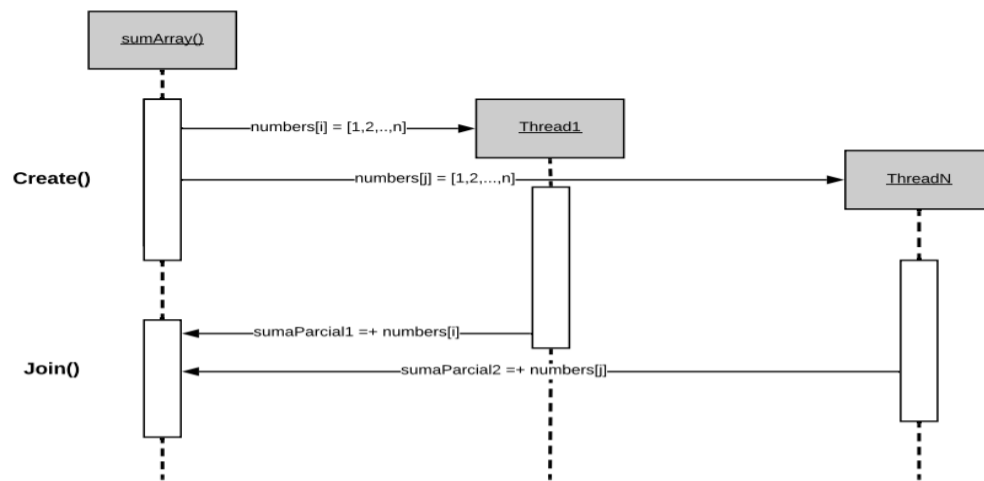 sumArray()
numbers[i] = [1,2,..,n]
Thread1
Create()
numbers[j] = [1,2,...,n]
ThreadN
sumaParcial1 =+ numbers[i]
Join()
sumaParcial2 =+ numbers[j]